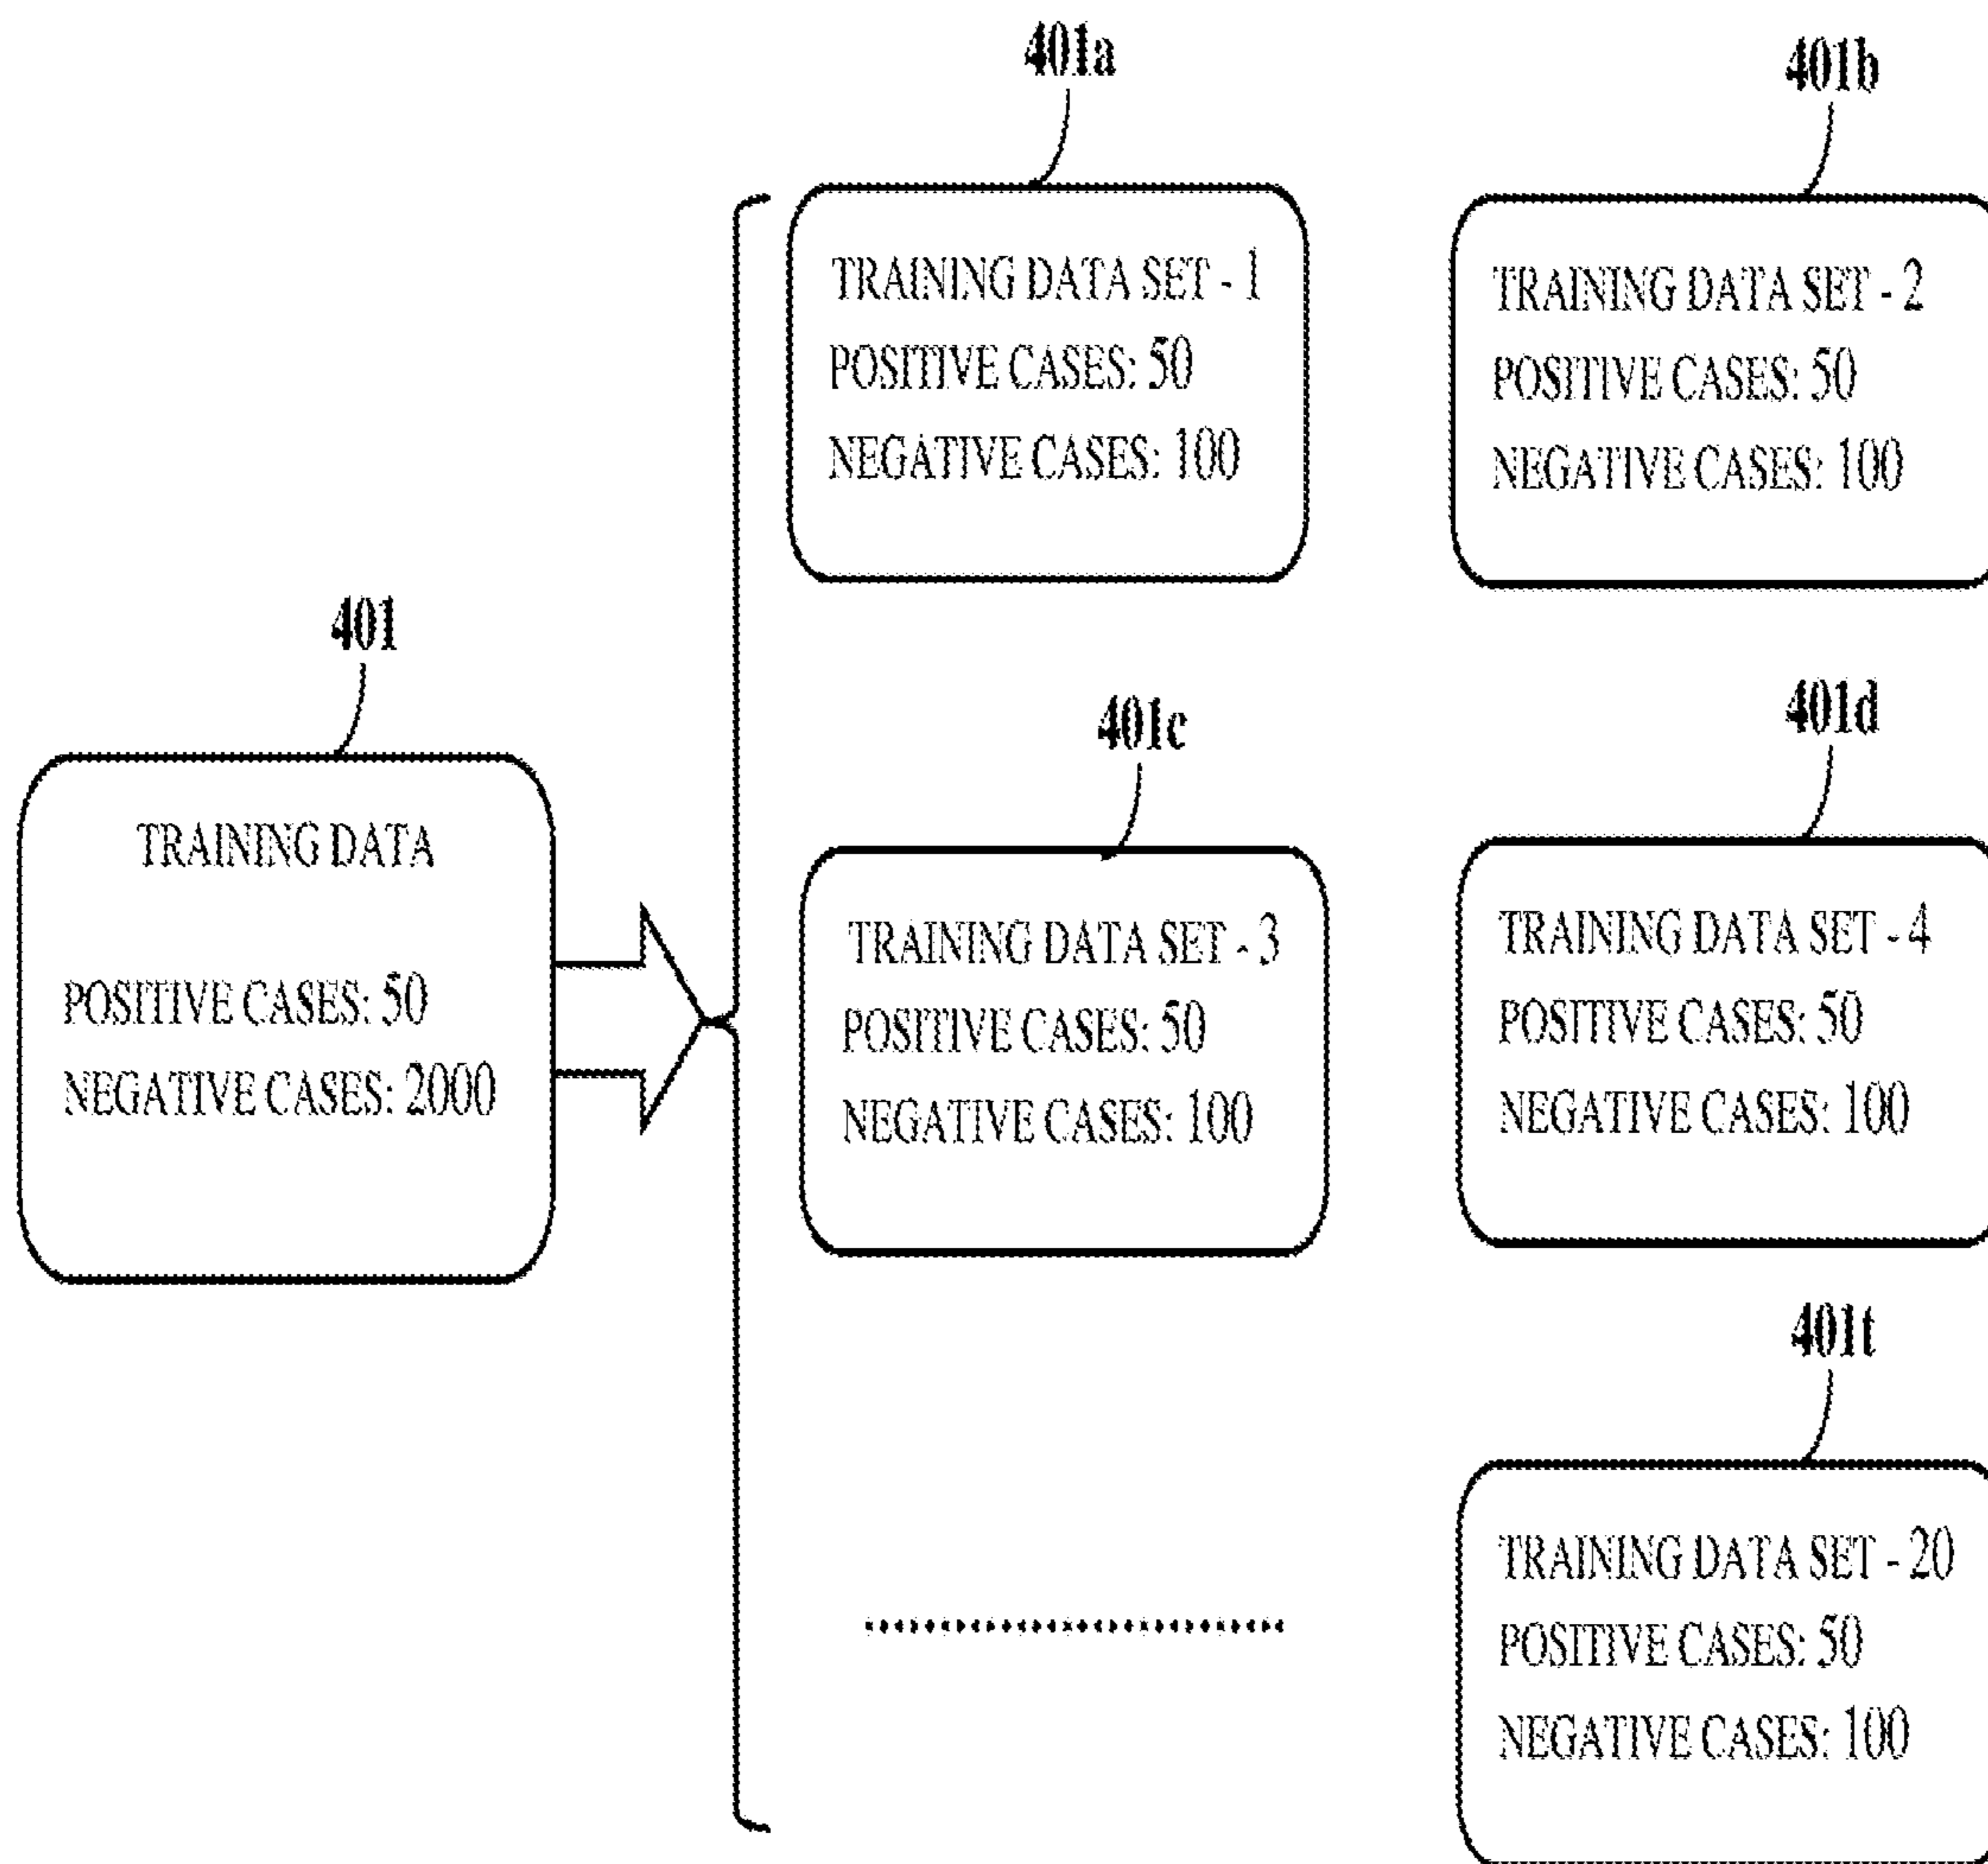 401a
401b
TRAINING DATA SET - 1
POSITIVE CASES: 50
NEGATIVE CASES: 100
TRAINING DATA SET - 2
POSITIVE CASES: 50
NEGATIVE CASES: 100
401
TRAINING DATA
POSITIVE CASES: 50
NEGATIVE CASES: 2000
401c
401d
TRAINING DATA SET - 3
POSITIVE CASES: 50
NEGATIVE CASES: 100
TRAINING DATA SET - 4
POSITIVE CASES: 50
NEGATIVE CASES: 100
401t
TRAINING DATA SET - 20
POSITIVE CASES: 50
NEGATIVE CASES: 100